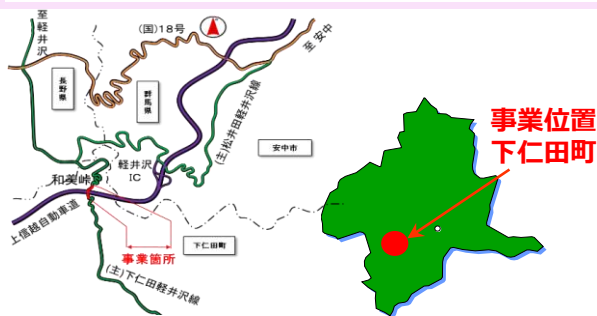 至軽井沢
(国)18号
至安中
長野県
群馬県
(主)松井田軽井沢線
安中市
軽井沢
IC
和美峠
上信越自動車道
事業箇所
下仁田町
(主)下仁田軽井沢線
事業位置
下仁田町